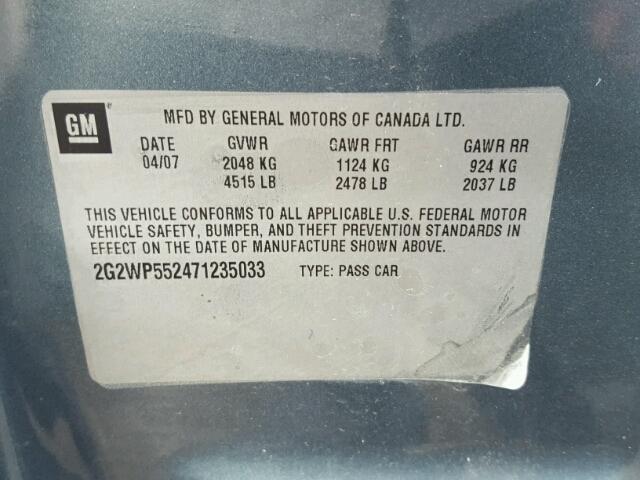 GM
MFD BY GENERAL MOTORS OF CANADA LTD.
DATE GVWR GAWR FRT GAWR RR
04/07 2048 KG 1124 KG 924 KG
4515 LB 2478 LB 2037 LB
THIS VEHICLE CONFORMS TO ALL APPLICABLE U.S. FEDERAL MOTOR
VEHICLE SAFETY, BUMPER, AND THEFT PREVENTION STANDARDS IN
EFFECT ON THE DATE OF MANUFACTURE SHOWN ABOVE.
2G2WP552471235033 TYPE: PASS CAR